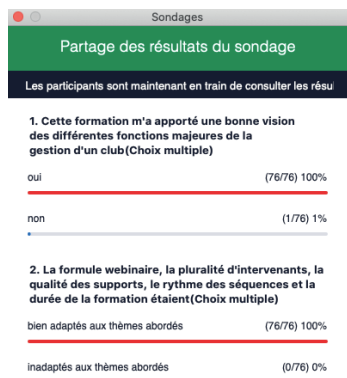 Sondages
Partage des résultats du sondage
Les participants sont maintenant en train de consulter les résu
1. Cette formation m'a apporté une bonne vision
des différentes fonctions majeures de la
gestion d'un club(Choix multiple)
oui (76/76) 100%
non (1/76) 1%
2. La formule webinaire, la pluralité d'intervenants, la
qualité des supports, le rythme des séquences et la
durée de la formation étaient(Choix multiple)
bien adaptés aux thèmes abordés (76/76) 100%
inadaptés aux thèmes abordés (0/76) 0%